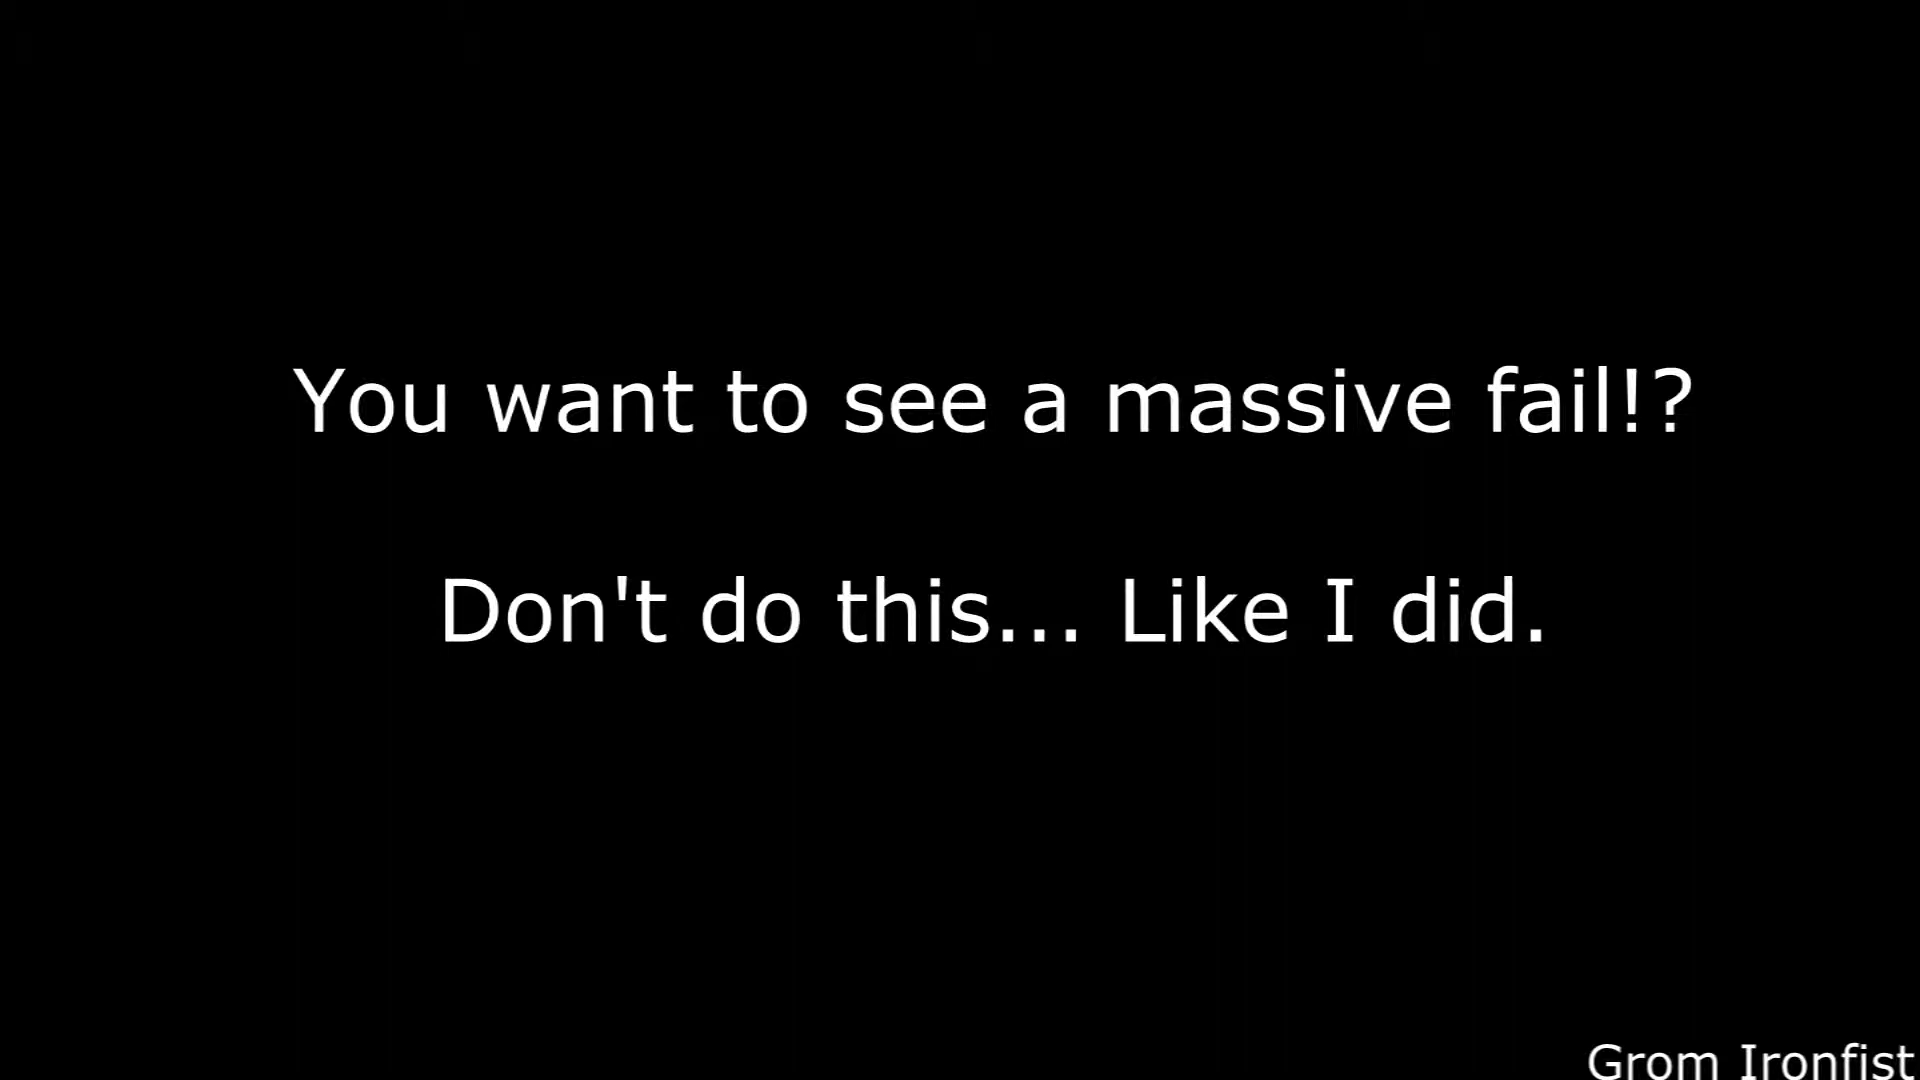 You want to see a massive fail!?
Don't do this... Like I did.
Grom Ironfist